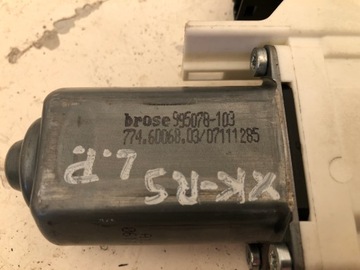 brose 995078-103
774.60068.03/07111285
XK-RS
L.P.